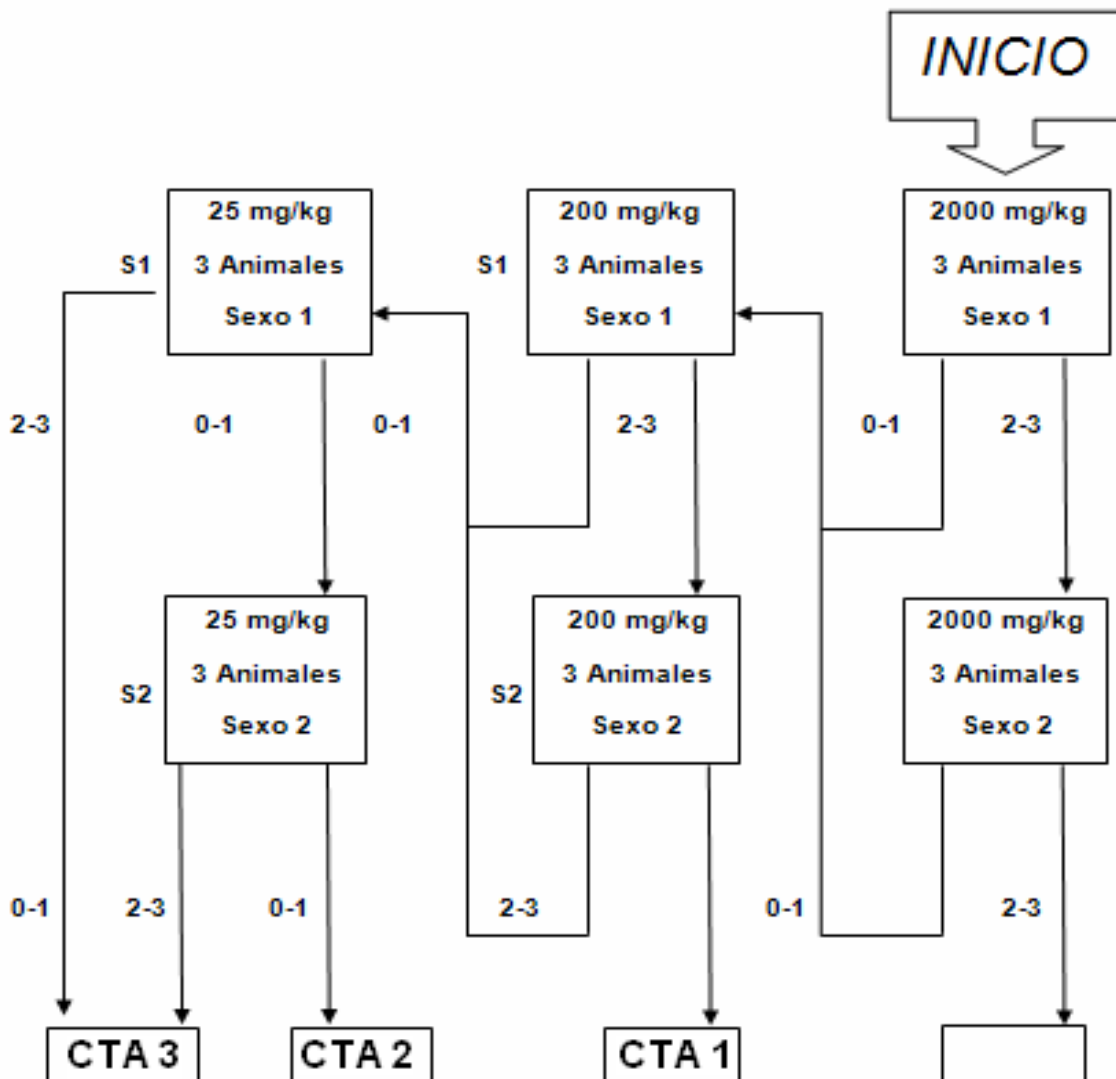 INICIO
25 mg/kg
3 Animales
Sexo 1
200 mg/kg
3 Animales
Sexo 1
2000 mg/kg
3 Animales
Sexo 1
S1
S1
2-3
0-1
0-1
2-3
0-1
2-3
25 mg/kg
3 Animales
Sexo 2
200 mg/kg
3 Animales
Sexo 2
2000 mg/kg
3 Animales
Sexo 2
S2
S2
0-1
2-3
0-1
2-3
0-1
2-3
CTA 3
CTA 2
CTA 1